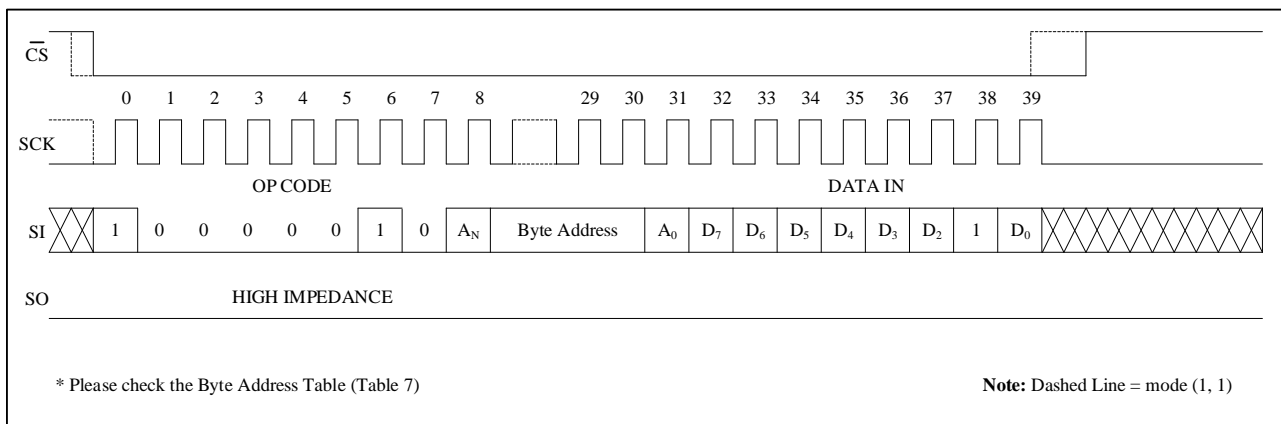 CS
0 1 2 3 4 5 6 7 8 29 30 31 32 33 34 35 36 37 38 39
SCK
OP CODE DATA IN
SI 1 0 0 0 0 0 1 0 AN Byte Address A0 D7 D6 D5 D4 D3 D2 1 D0
SO HIGH IMPEDANCE
* Please check the Byte Address Table (Table 7) Note: Dashed Line = mode (1, 1)